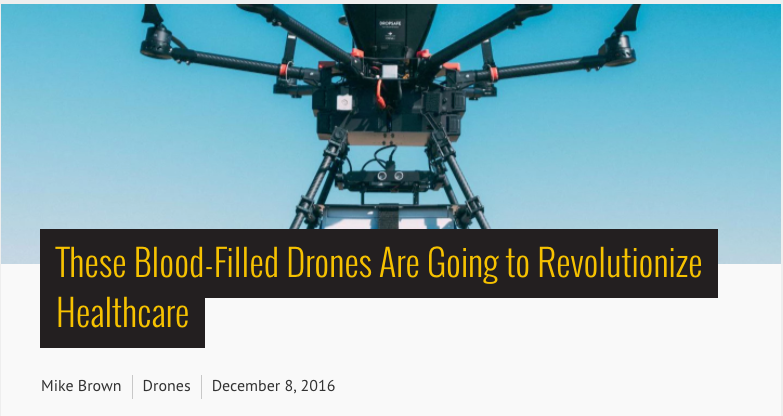 These Blood-Filled Drones Are Going to Revolutionize
Healthcare
Mike Brown
Drones
December 8, 2016